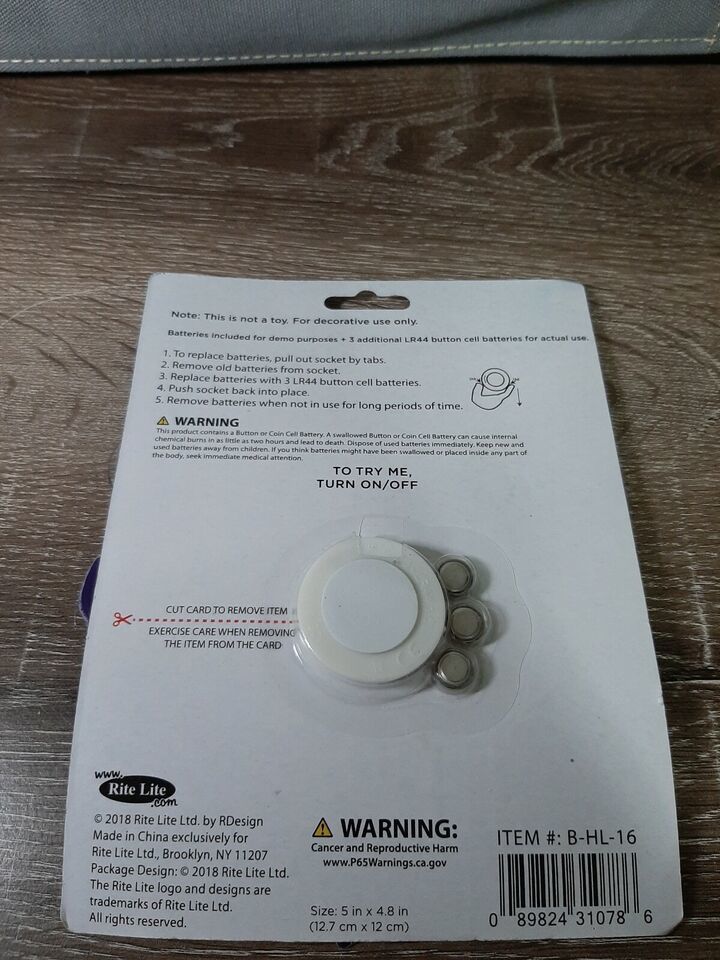 Note: This is not a toy. For decorative use only.
Batteries included for demo purposes + 3 additional LR44 button cell batteries for actual use.
1. To replace batteries, pull out socket by tabs.
2. Remove old batteries from socket.
3. Replace batteries with 3 LR44 button cell batteries.
4. Push socket back into place.
5. Remove batteries when not in use for long periods of time.
WARNING
This product contains a Button or Coin Cell Battery. A swallowed Button or Coin Cell Battery can cause internal
chemical burns in as little as two hours and lead to death. Dispose of used batteries immediately. Keep new and
used batteries away from children. If you think batteries might have been swallowed or placed inside any part of
the body, seek immediate medical attention.
TO TRY ME,
TURN ON/OFF
CUT CARD TO REMOVE ITEM
EXERCISE CARE WHEN REMOVING
THE ITEM FROM THE CARD
www.
Rite Lite
.com
© 2018 Rite Lite Ltd. by RDesign
Made in China exclusively for
Rite Lite Ltd., Brooklyn, NY 11207
Package Design: © 2018 Rite Lite Ltd.
The Rite Lite logo and designs are
trademarks of Rite Lite Ltd.
All rights reserved.
WARNING:
Cancer and Reproductive Harm
www.P65Warnings.ca.gov
Size: 5 in x 4.8 in
(12.7 cm x 12 cm)
ITEM #: B-HL-16
0 89824 31078 6